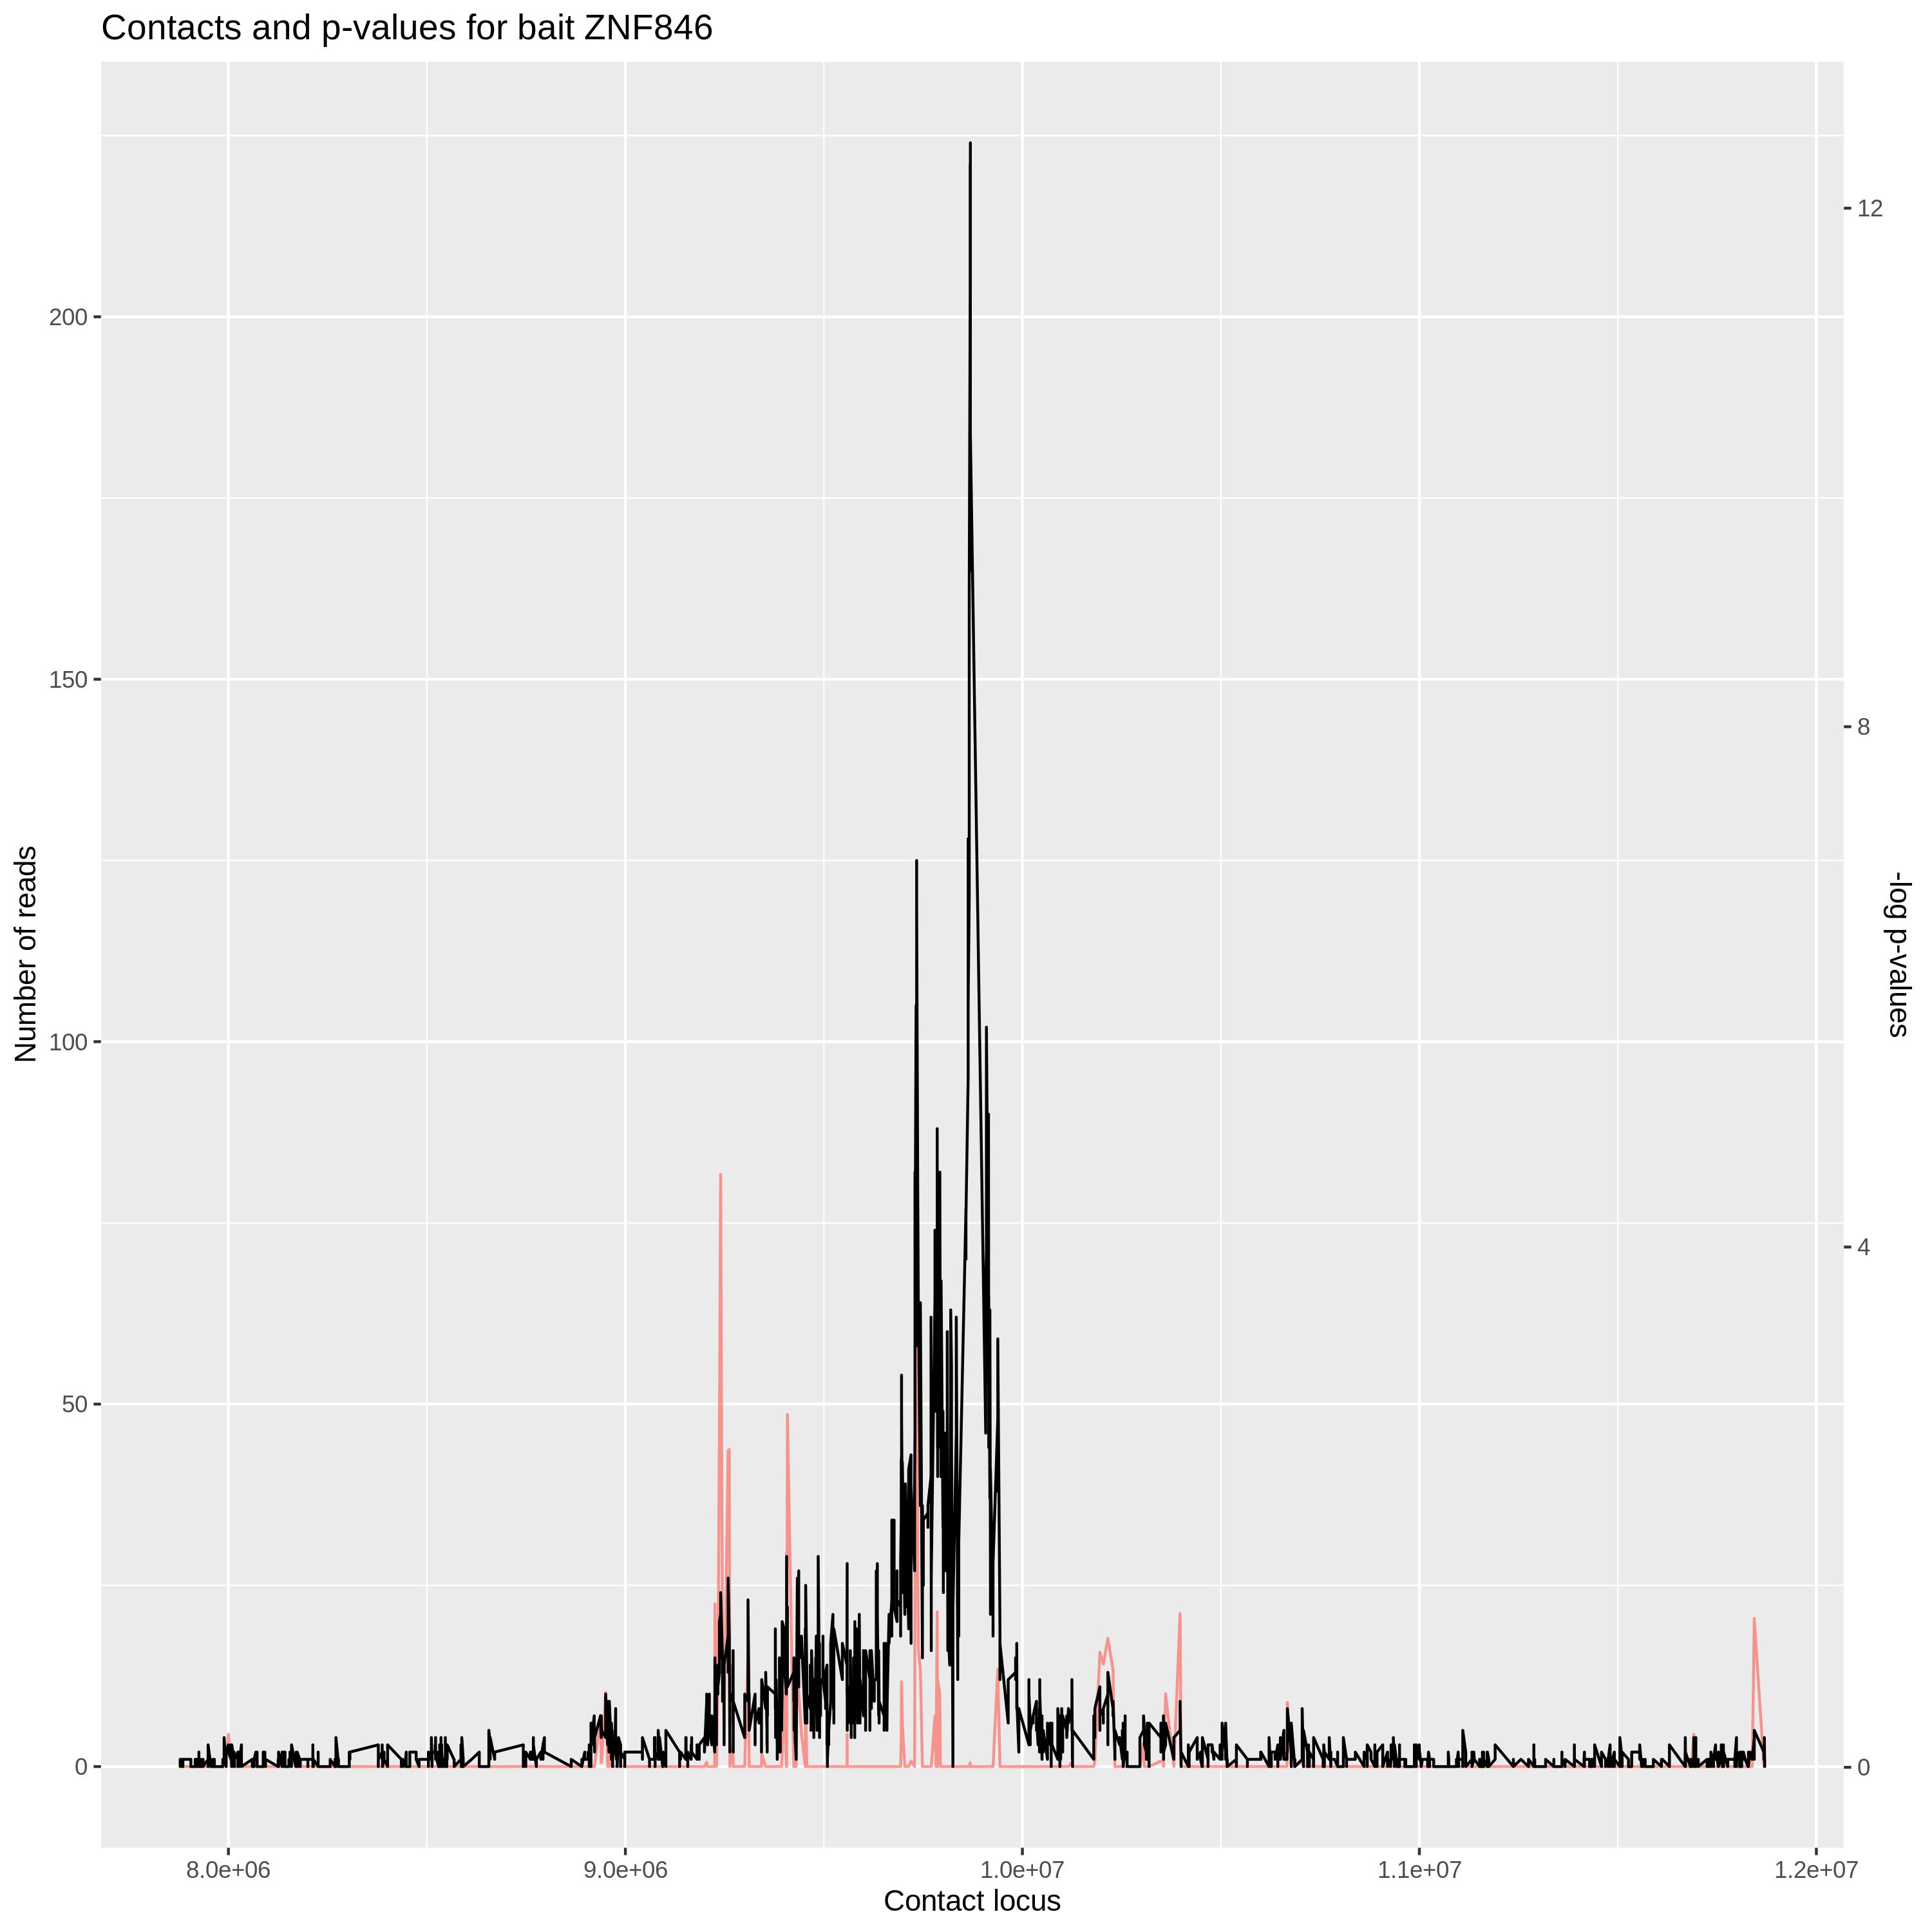 Contacts and p-values for bait ZNF846
Number of reads
200
150
100
50
0
12
8
4
0
-log p-values
8.0e+06
9.0e+06
1.0e+07
1.1e+07
1.2e+07
Contact locus